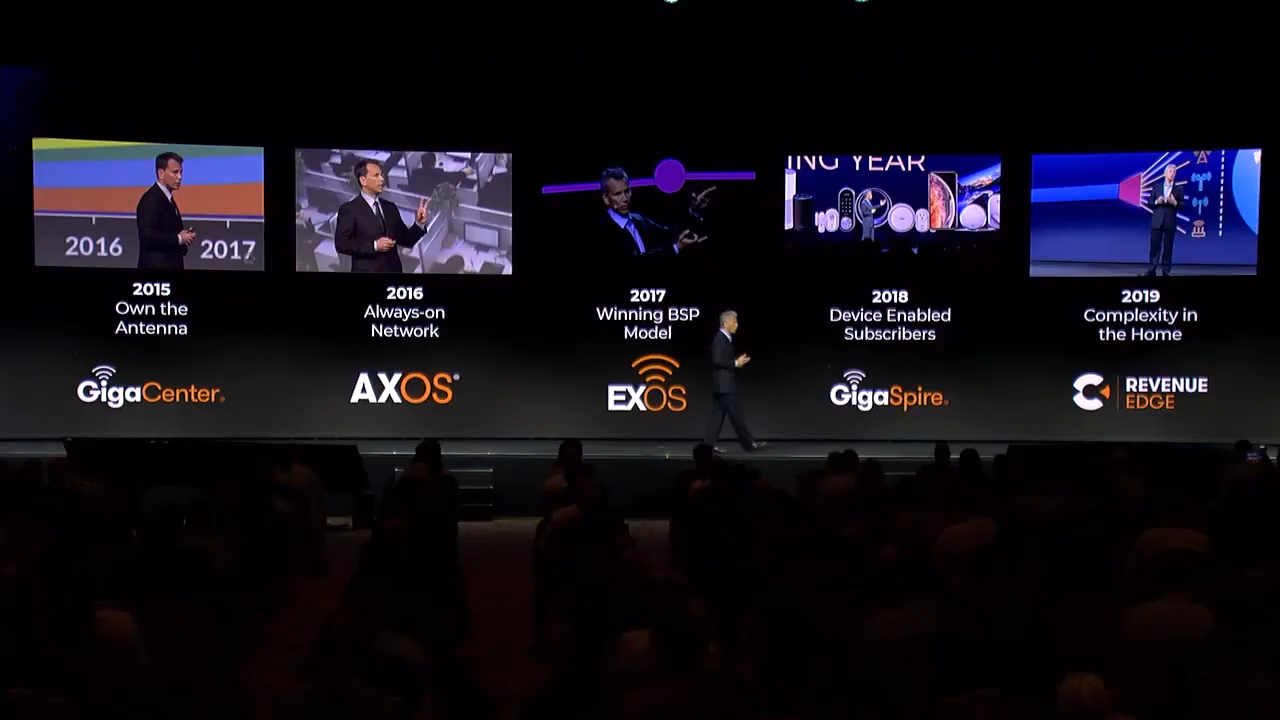 2016
2017
ING YEAR
2015
Own the
Antenna
2016
Always-on
Network
2017
Winning BSP
Model
2018
Device Enabled
Subscribers
2019
Complexity in
the Home
GigaCenter®
AXOS®
EXOS
GigaSpire®
REVENUE
EDGE